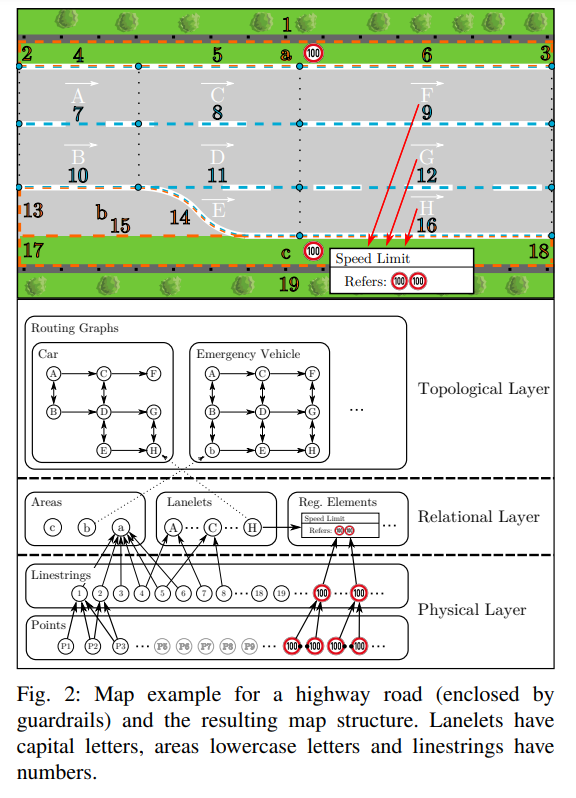 1
2 4 5 a 100 6 3
A C F
7 8 9
B D G
10 11 12
13 b 15 14 E H 16
17 c 100 18
Speed Limit
Refers: 100 100
19
Routing Graphs
Car
A C F
B D G
E H
Emergency Vehicle
A C F
B D G
b E H
...
Topological Layer
Areas
c b a
Lanelets
A ... C ... H
Reg. Elements
Speed Limit
Refers: 100 100
...
Relational Layer
Linestrings
1 2 3 4 5 6 7 8 ... 18 19 ... 100 ... 100 ...
Points
P1 P2 P3 ... P5 P6 P7 P8 P9 ... 100 100 100 100 ...
Physical Layer
Fig. 2: Map example for a highway road (enclosed by
guardrails) and the resulting map structure. Lanelets have
capital letters, areas lowercase letters and linestrings have
numbers.